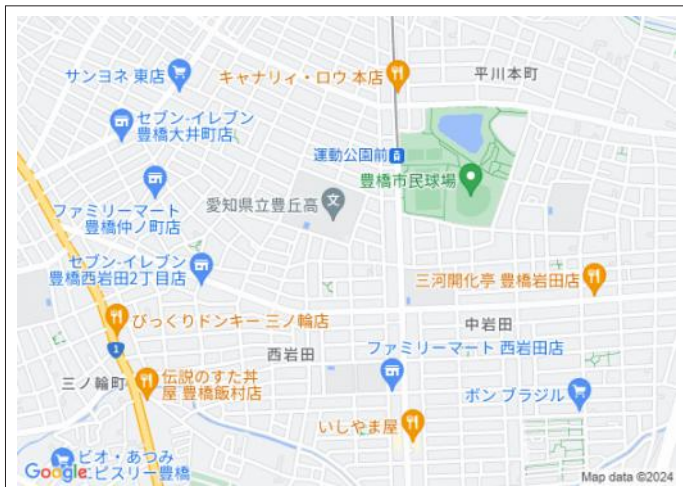 サンヨネ 東店
キャナリィ・ロウ 本店
平川本町
セブン-イレブン
豊橋大井町店
運動公園前
豊橋市民球場
愛知県立豊丘高
ファミリーマート
豊橋仲ノ町店
セブン-イレブン
豊橋西岩田2丁目店
三河開化亭 豊橋岩田店
びっくりドンキー 三ノ輪店
中岩田
1
西岩田
ファミリーマート 西岩田店
三ノ輪町
伝説のすた丼
屋 豊橋飯村店
ボン ブラジル
いしやま屋
ビオ・あつみ
エピスリー豊橋
Google
Map data ©2024